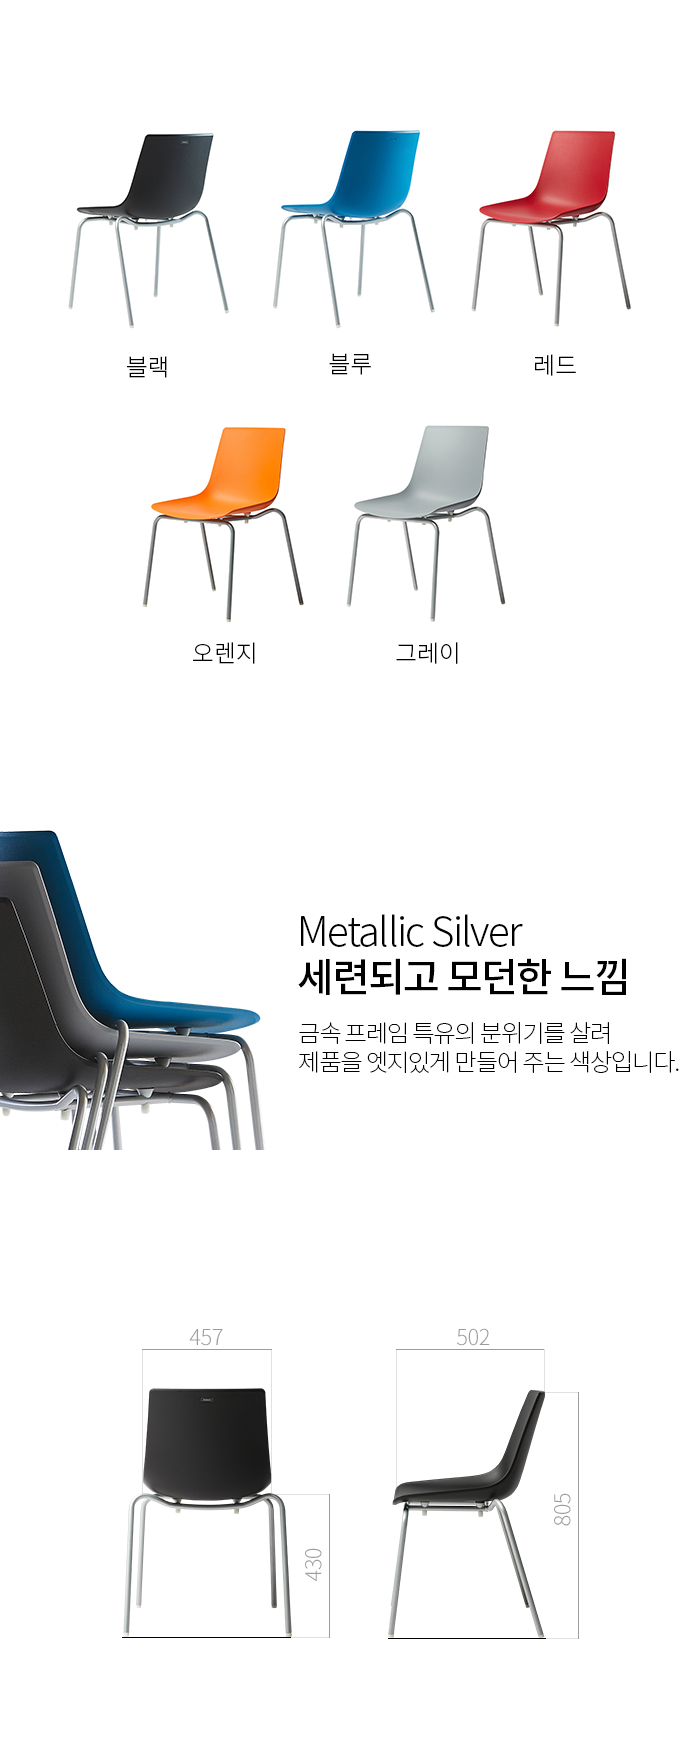 블랙
블루
레드
오렌지
그레이
Metallic Silver
세련되고 모던한 느낌
금속 프레임 특유의 분위기를 살려
제품을 엣지있게 만들어 주는 색상입니다.
457
502
430
805